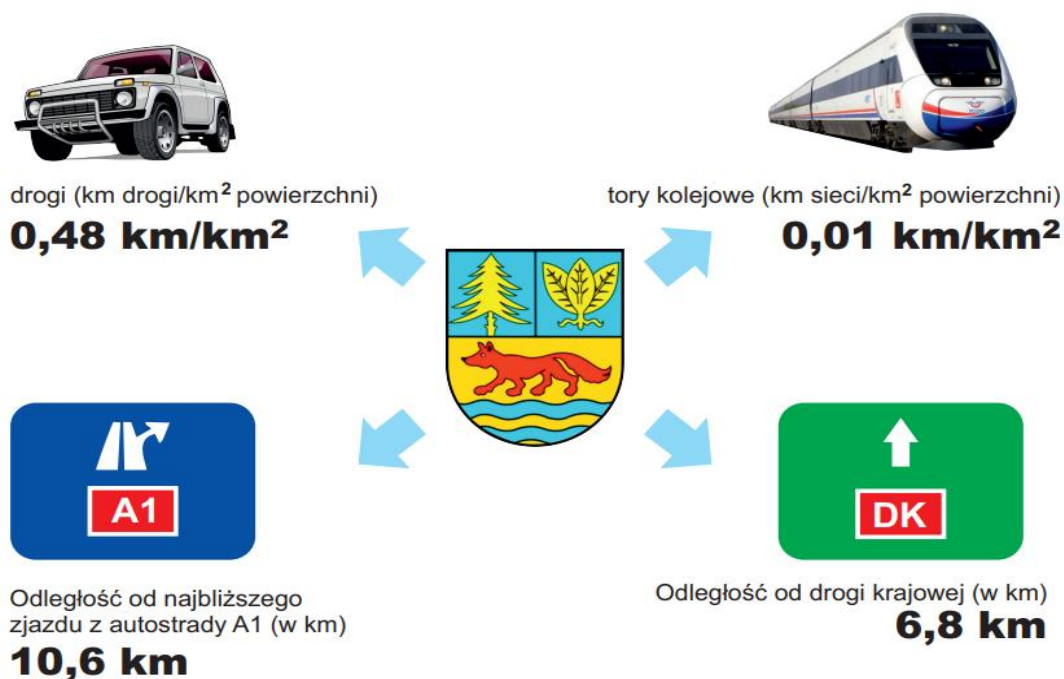 drogi (km drogi/km² powierzchni)
0,48 km/km²
tory kolejowe (km sieci/km² powierzchni)
0,01 km/km²
A1
Odległość od najbliższego
zjazdu z autostrady A1 (w km)
10,6 km
DK
Odległość od drogi krajowej (w km)
6,8 km